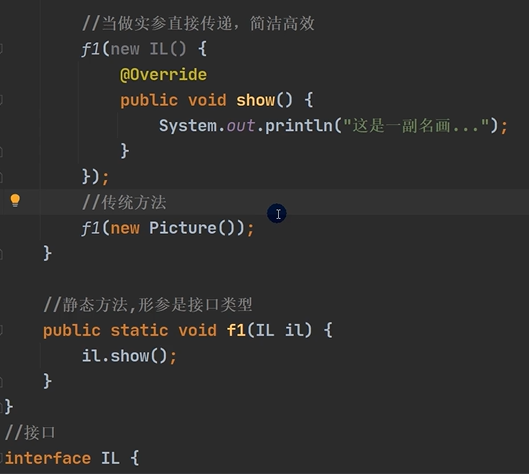 //当做实参直接传递，简洁高效
f1(new IL() {
@Override
public void show() {
System.out.println("这是一副名画...");
}
});
//传统方法
f1(new Picture());
}
//静态方法,形参是接口类型
public static void f1(IL il) {
il.show();
}
}
//接口
interface IL {